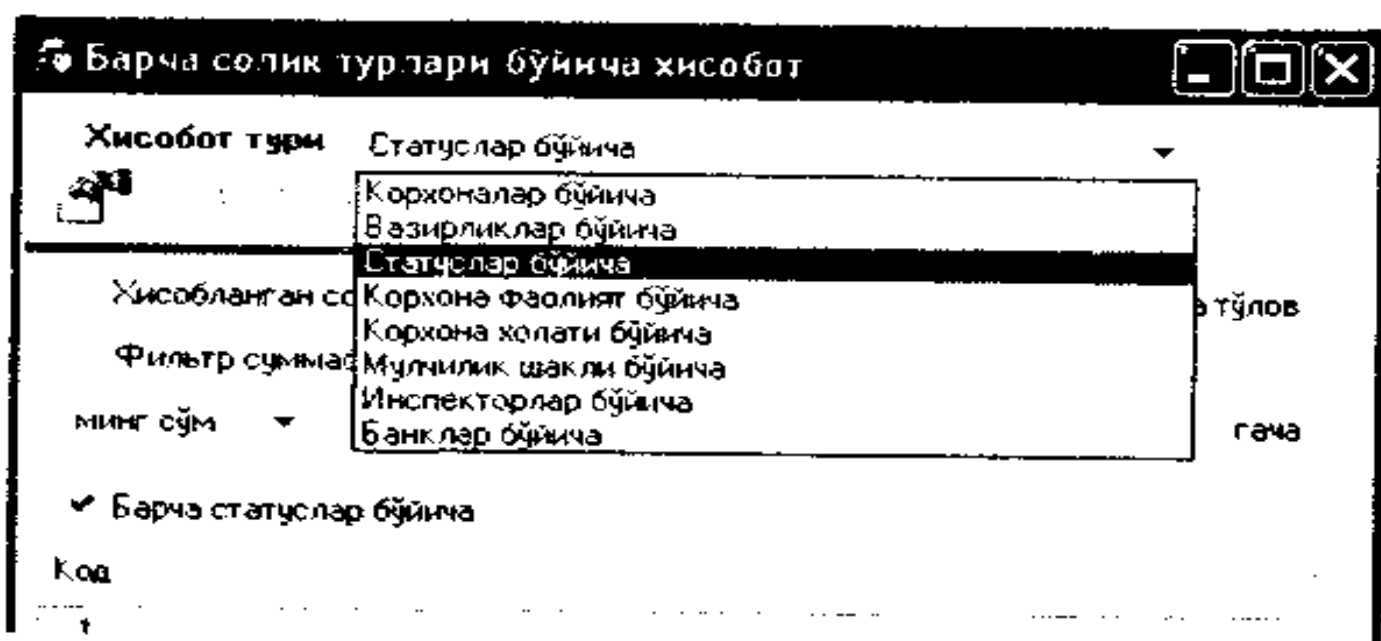 Барча солик турлари бўйича хисобот
Хисобот тури Статуслар бўйича
Корхоналар бўйича
Вазирликлар бўйича
Статуслар бўйича
Хисобланган со Корхона фаолият бўйича а тўлов
Корхона холати бўйича
Фильтр суммас Мулчилик шакли бўйича
Инспекторлар бўйича
минг сўм гача
Банклар бўйича
Барча статуслар бўйича
Код
1